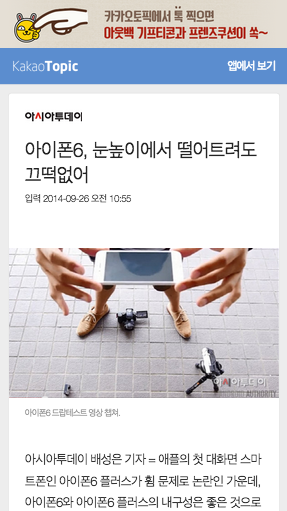 카카오토픽에서 톡 찍으면
아웃백 기프티콘과 프렌즈쿠션이 쏙~
KakaoTopic
앱에서 보기
아시아투데이
아이폰6, 눈높이에서 떨어트려도
끄떡없어
입력 2014-09-26 오전 10:55
아시아투데이
AUTHORITY
아이폰6 드랍테스트 영상 캡쳐.
아시아투데이 배성은 기자 = 애플의 첫 대화면 스마
트폰인 아이폰6 플러스가 휨 문제로 논란인 가운데,
아이폰6와 아이폰6 플러스의 내구성은 좋은 것으로